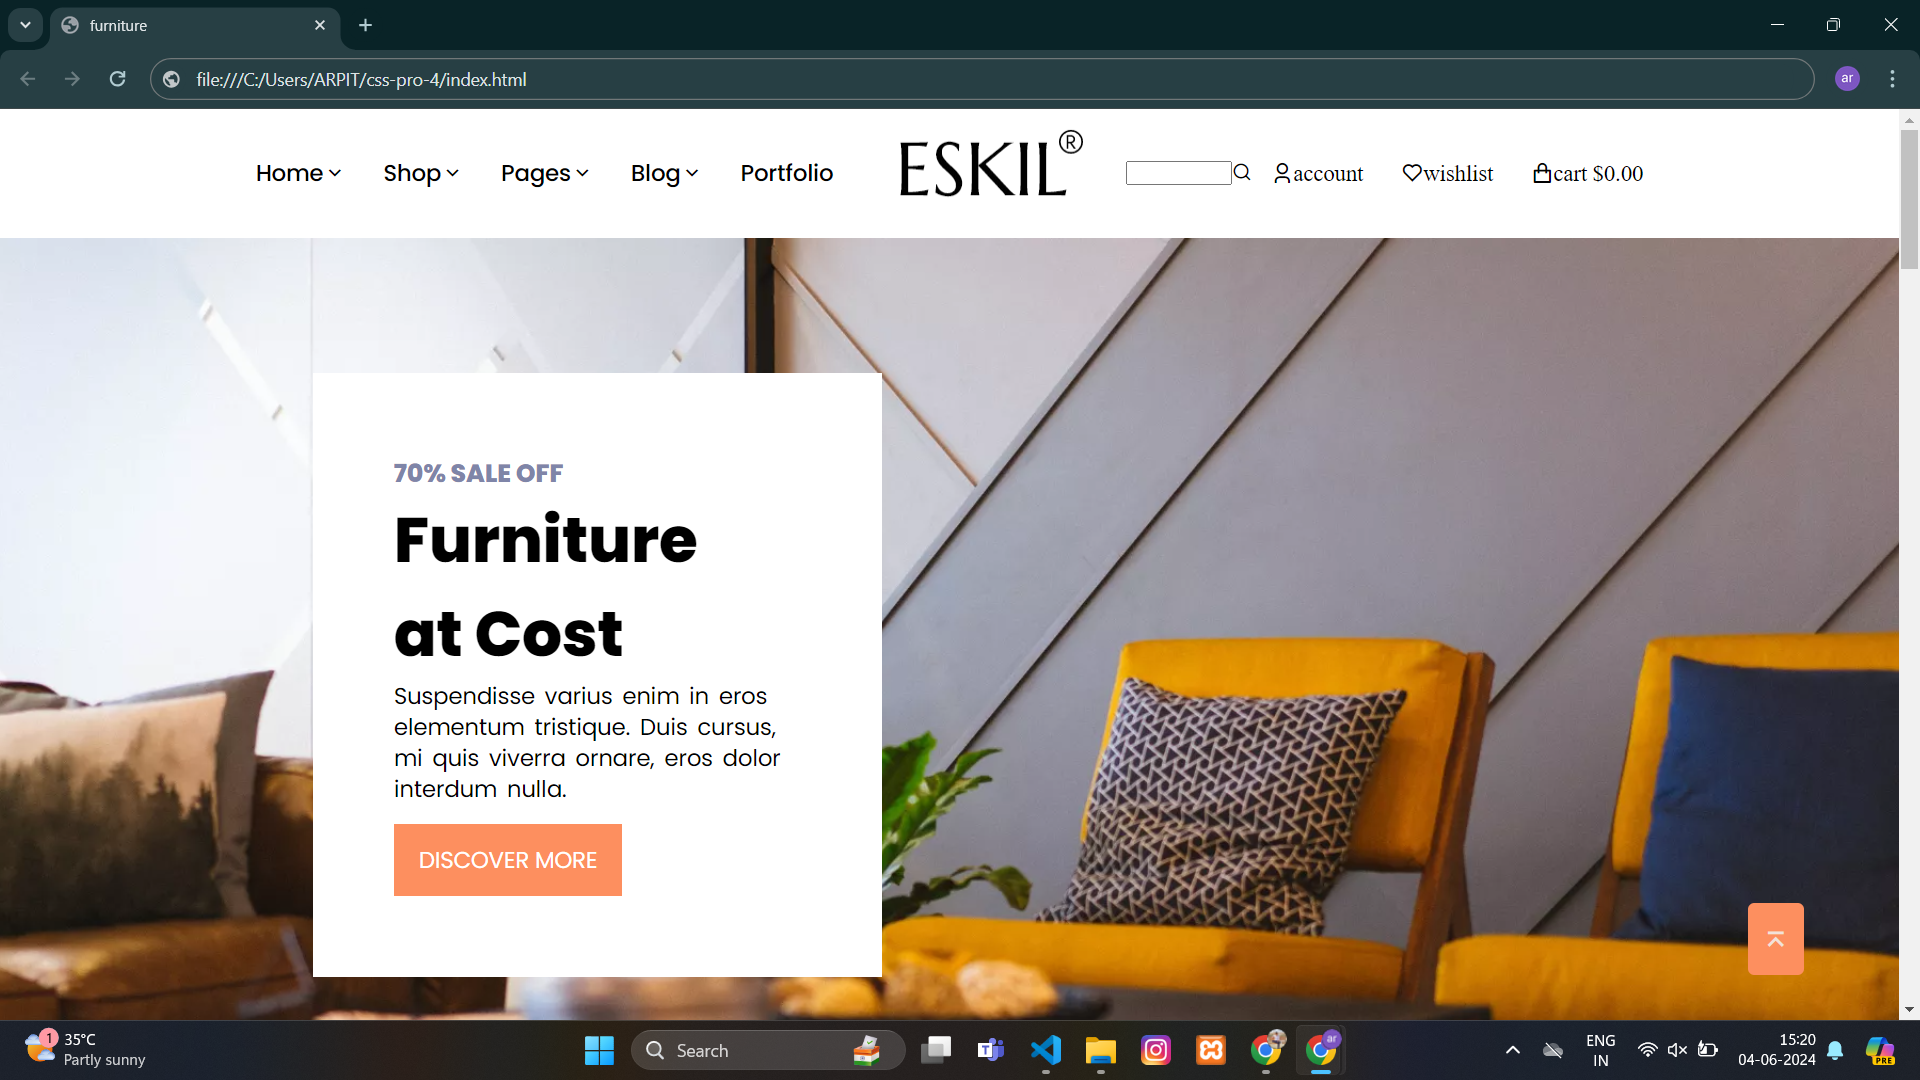 furniture
file:///C:/Users/ARPIT/css-pro-4/index.html
ar
Home Shop Pages Blog Portfolio
ESKIL®
account wishlist cart $0.00
70% SALE OFF
Furniture
at Cost
Suspendisse varius enim in eros
elementum tristique. Duis cursus,
mi quis viverra ornare, eros dolor
interdum nulla.
DISCOVER MORE
1
35°C
Partly sunny
Search
T
ar
ENG
IN
15:20
04-06-2024
PRE